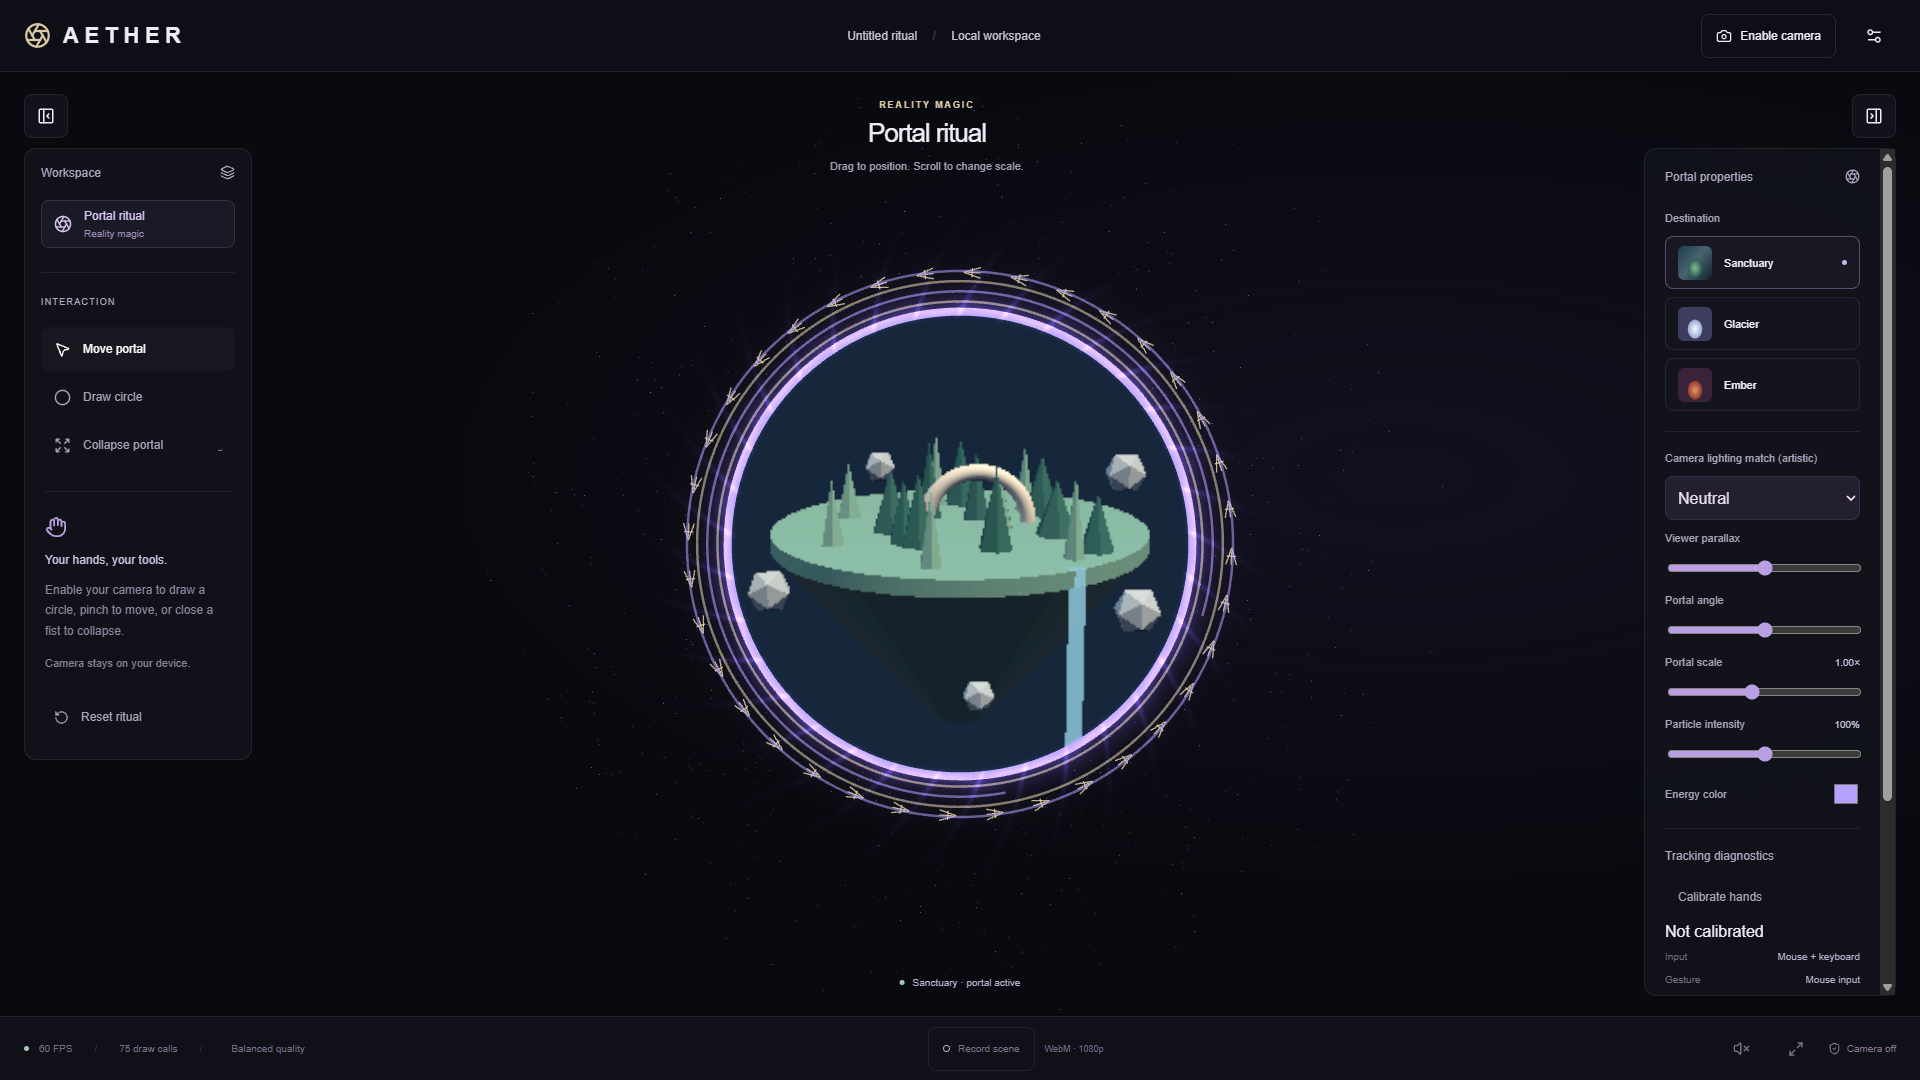 AETHER
Untitled ritual / Local workspace
Enable camera
REALITY MAGIC
Portal ritual
Drag to position. Scroll to change scale.
Workspace
Portal ritual
Reality magic
INTERACTION
Move portal
Draw circle
Collapse portal
Your hands, your tools.
Enable your camera to draw a
circle, pinch to move, or close a
fist to collapse.
Camera stays on your device.
Reset ritual
Portal properties
Destination
Sanctuary
Glacier
Ember
Camera lighting match (artistic)
Neutral
Viewer parallax
Portal angle
Portal scale 1.00×
Particle intensity 100%
Energy color
Tracking diagnostics
Calibrate hands
Not calibrated
Input Mouse + keyboard
Gesture Mouse input
Sanctuary · portal active
60 FPS / 75 draw calls / Balanced quality
Record scene
WebM · 1080p
Camera off